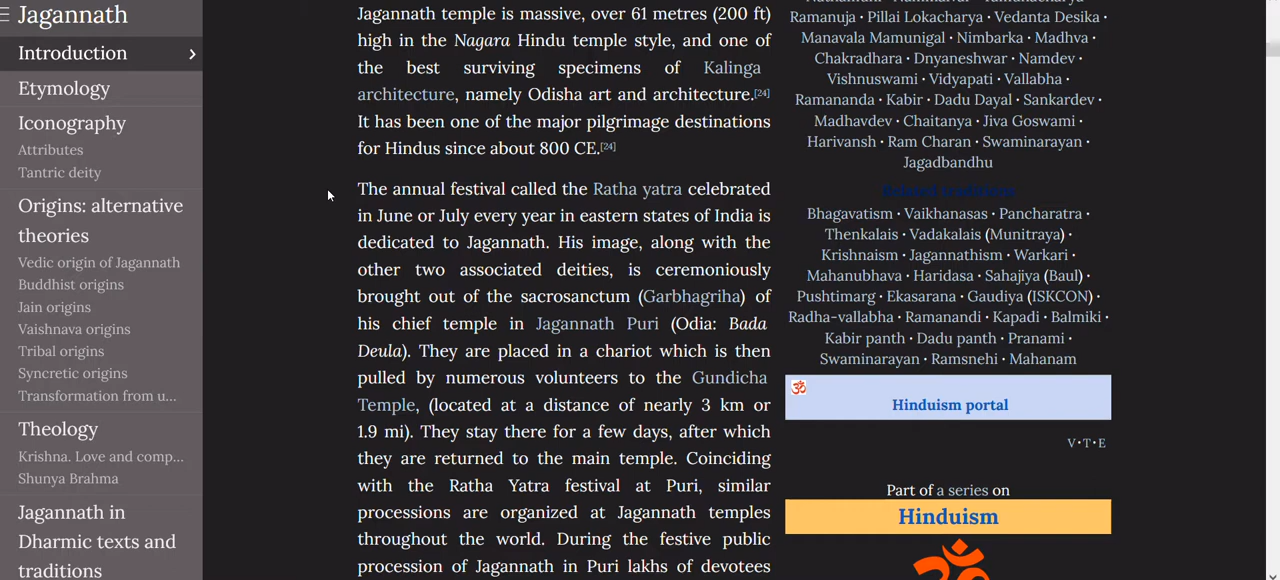 Jagannath
Introduction
Etymology
Iconography
Attributes
Tantric deity
Origins: alternative
theories
Vedic origin of Jagannath
Buddhist origins
Jain origins
Vaishnava origins
Tribal origins
Syncretic origins
Transformation from u...
Theology
Krishna. Love and comp...
Shunya Brahma
Jagannath in
Dharmic texts and
traditions
Jagannath temple is massive, over 61 metres (200 ft)
high in the Nagara Hindu temple style, and one of
the best surviving specimens of Kalinga
architecture, namely Odisha art and architecture.[24]
It has been one of the major pilgrimage destinations
for Hindus since about 800 CE.[24]
The annual festival called the Ratha yatra celebrated
in June or July every year in eastern states of India is
dedicated to Jagannath. His image, along with the
other two associated deities, is ceremoniously
brought out of the sacrosanctum (Garbhagriha) of
his chief temple in Jagannath Puri (Odia: Bada
Deula). They are placed in a chariot which is then
pulled by numerous volunteers to the Gundicha
Temple, (located at a distance of nearly 3 km or
1.9 mi). They stay there for a few days, after which
they are returned to the main temple. Coinciding
with the Ratha Yatra festival at Puri, similar
processions are organized at Jagannath temples
throughout the world. During the festive public
procession of Jagannath in Puri lakhs of devotees
Ramanuja · Pillai Lokacharya · Vedanta Desika ·
Manavala Mamunigal · Nimbarka · Madhva ·
Chakradhara · Dnyaneshwar · Namdev ·
Vishnuswami · Vidyapati · Vallabha ·
Ramananda · Kabir · Dadu Dayal · Sankardev ·
Madhavdev · Chaitanya · Jiva Goswami ·
Harivansh · Ram Charan · Swaminarayan ·
Jagadbandhu
Related traditions
Bhagavatism · Vaikhanasas · Pancharatra ·
Thenkalais · Vadakalais (Munitraya) ·
Krishnaism · Jagannathism · Warkari ·
Mahanubhava · Haridasa · Sahajiya (Baul) ·
Pushtimarg · Ekasarana · Gaudiya (ISKCON) ·
Radha-vallabha · Ramanandi · Kapadi · Balmiki ·
Kabir panth · Dadu panth · Pranami ·
Swaminarayan · Ramsnehi · Mahanam
ॐ
Hinduism portal
V · T · E
Part of a series on
Hinduism
ॐ